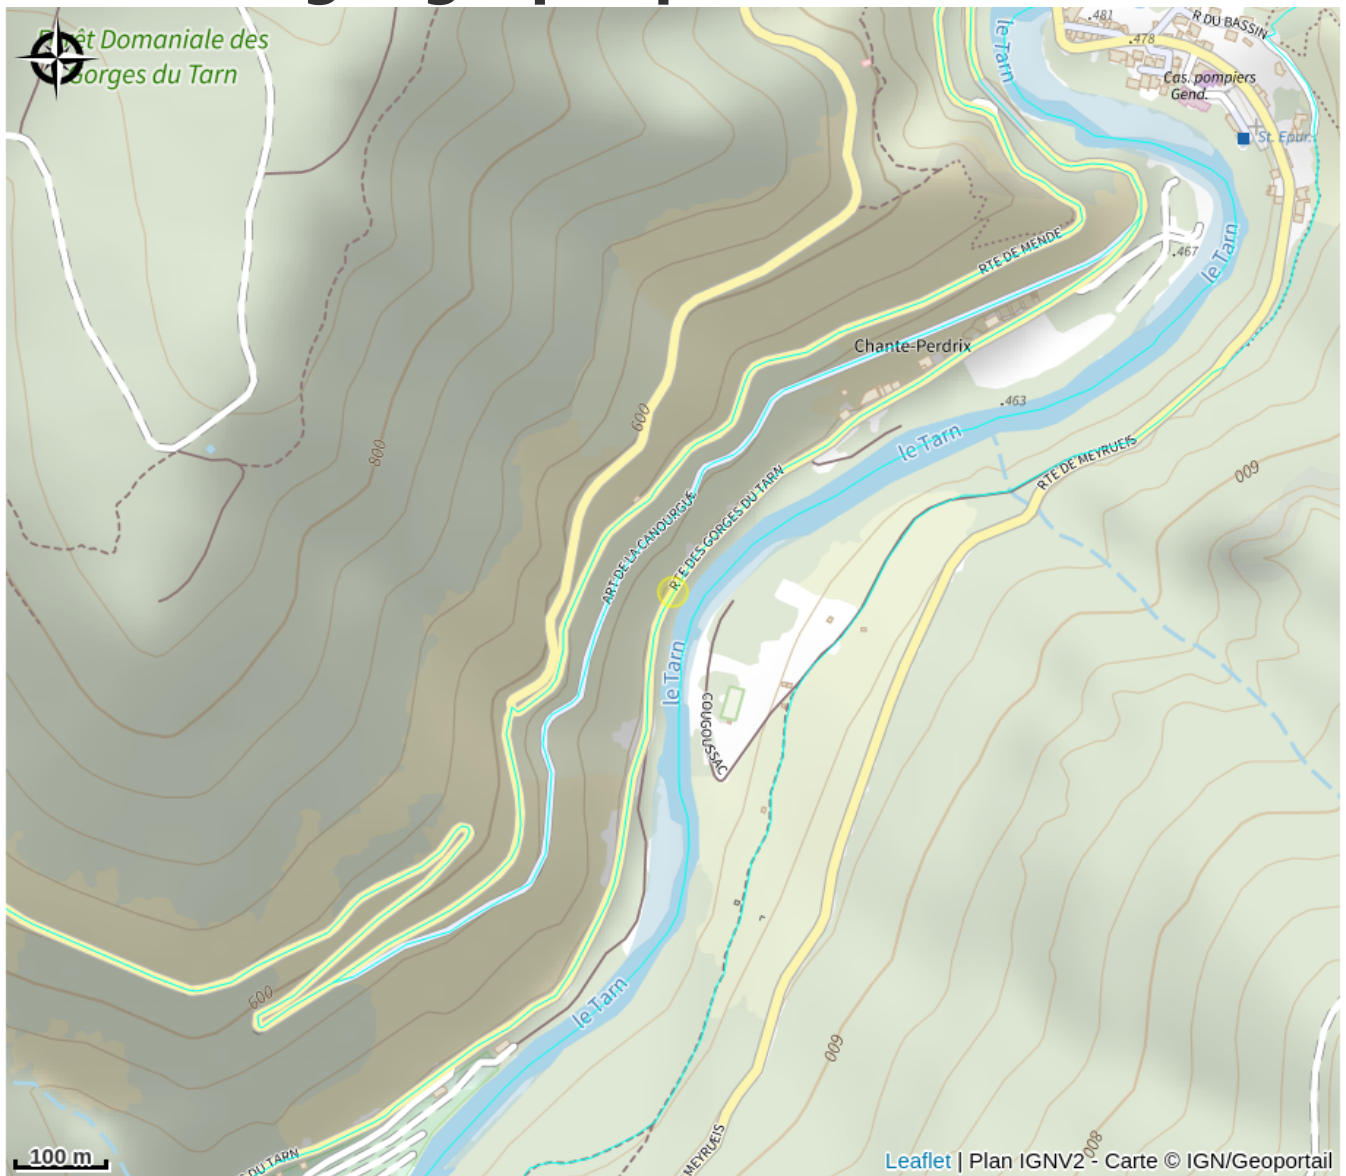 le Tarn
.481
R DU BASSIN
.478
Cas. pompiers
Gend.
St. Epur.
Forêt Domaniale des
Gorges du Tarn
RTE DE MENDE
.467
le Tarn
Chante-Perdrix
.463
600
800
le Tarn
RTE DE MEYRUEIS
600
ART DE LA CANOURGUE
RTE DES GORGES DU TARN
le Tarn
COUGOUSSAC
600
le Tarn
600
800
DU TARN
MEYRUEIS
100 m
Leaflet | Plan IGNV2 - Carte © IGN/Geoportail